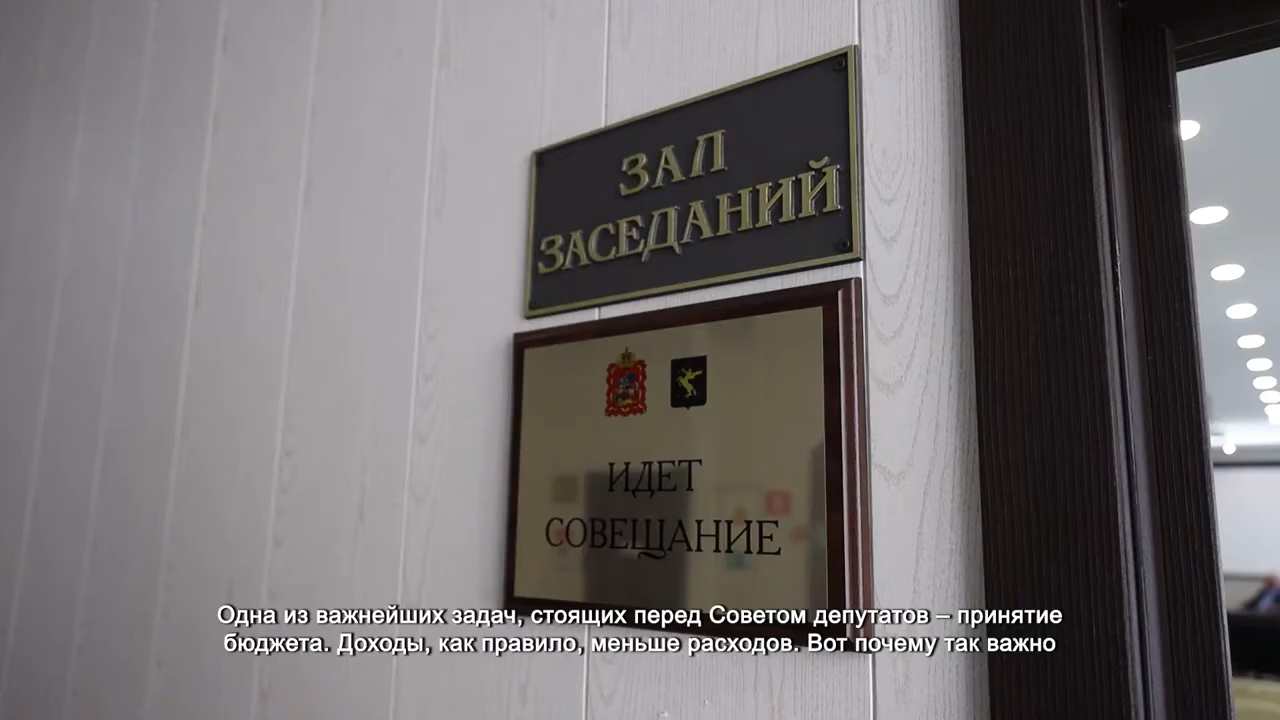 ЗАЛ
ЗАСЕДАНИЙ
ИДЕТ
СОВЕЩАНИЕ
Одна из важнейших задач, стоящих перед Советом депутатов – принятие
бюджета. Доходы, как правило, меньше расходов. Вот почему так важно